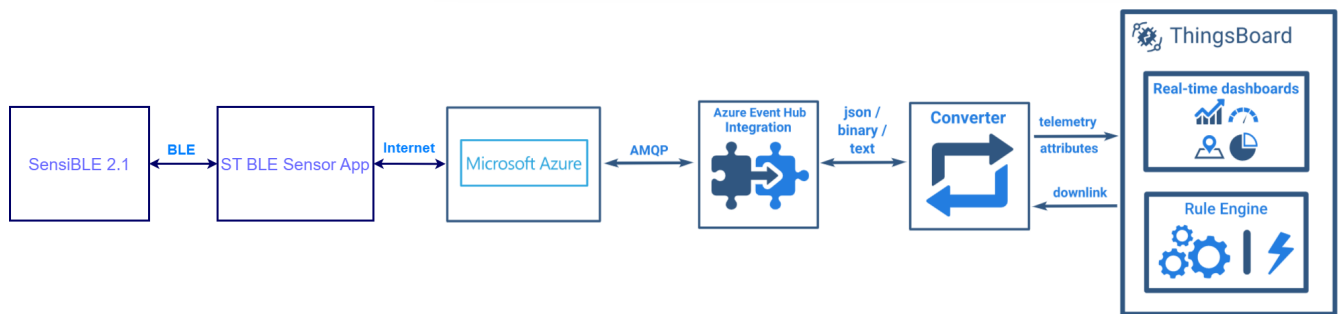 SensiBLE 2.1
BLE
ST BLE Sensor App
Internet
Microsoft Azure
AMQP
Azure Event Hub
Integration
json /
binary /
text
Converter
telemetry
attributes
downlink
ThingsBoard
Real-time dashboards
Rule Engine